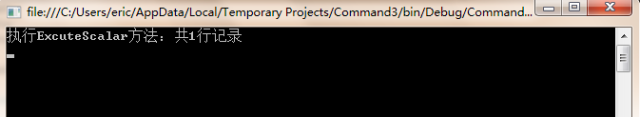 file:///C:/Users/eric/AppData/Local/Temporary Projects/Command3/bin/Debug/Command...
执行ExcuteScalar方法：共1行记录